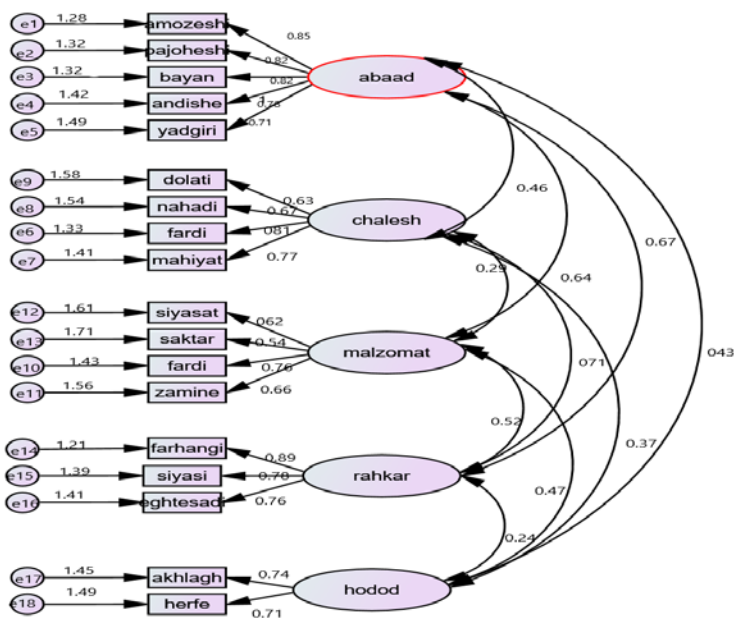 e1 1.28 amozeshi 0.85
e2 1.32 pajoheshi 0.82
e3 1.32 bayan 0.82
e4 1.42 andishe 0.78
e5 1.49 yadgiri 0.71
abaad
e9 1.58 dolati 0.63
e8 1.54 nahadi 0.67
e6 1.33 fardi 081
e7 1.41 mahiyat 0.77
chalesh
e12 1.61 siyasat 062
e13 1.71 saktar 0.54
e10 1.43 fardi 0.76
e11 1.56 zamine 0.66
malzomat
e14 1.21 farhangi 0.89
e15 1.39 siyasi 0.78
e16 1.41 eghtesadi 0.76
rahkar
e17 1.45 akhlagh 0.74
e18 1.49 herfe 0.71
hodod
0.46
0.67
0.29
0.64
071
043
0.52
0.37
0.47
0.24